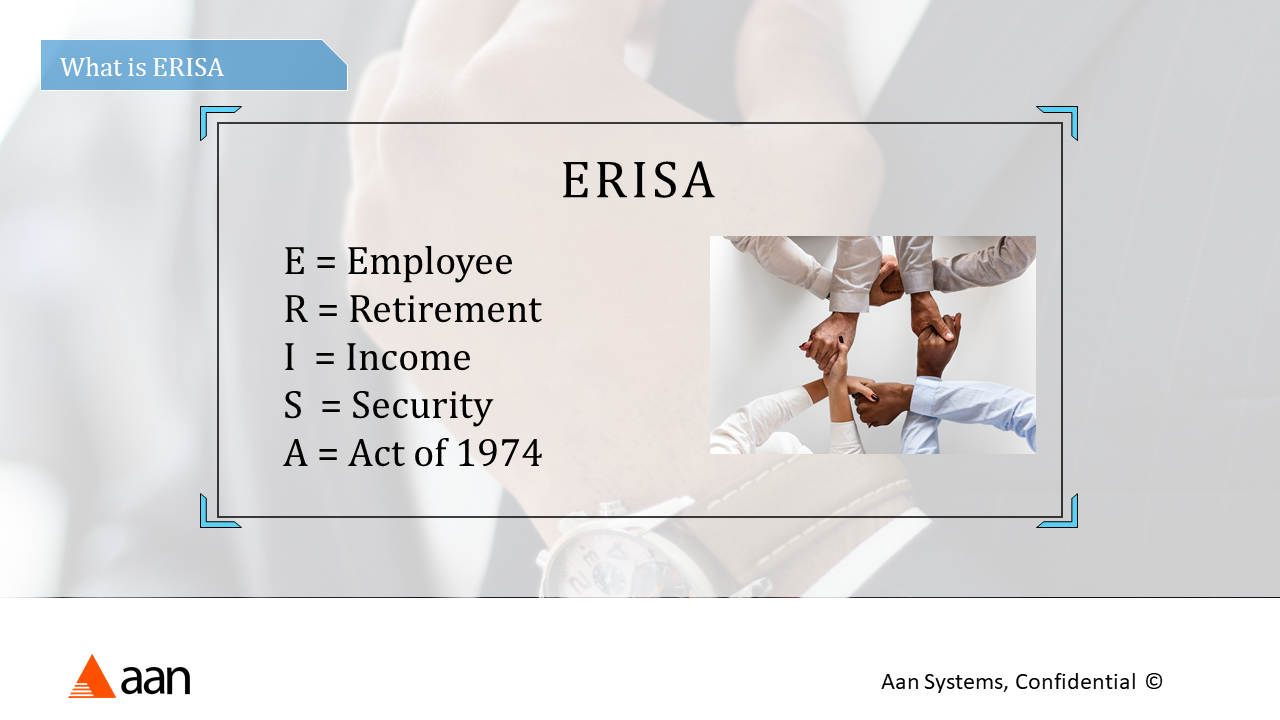 What is ERISA
ERISA
E = Employee
R = Retirement
I = Income
S = Security
A = Act of 1974
aan
Aan Systems, Confidential ©